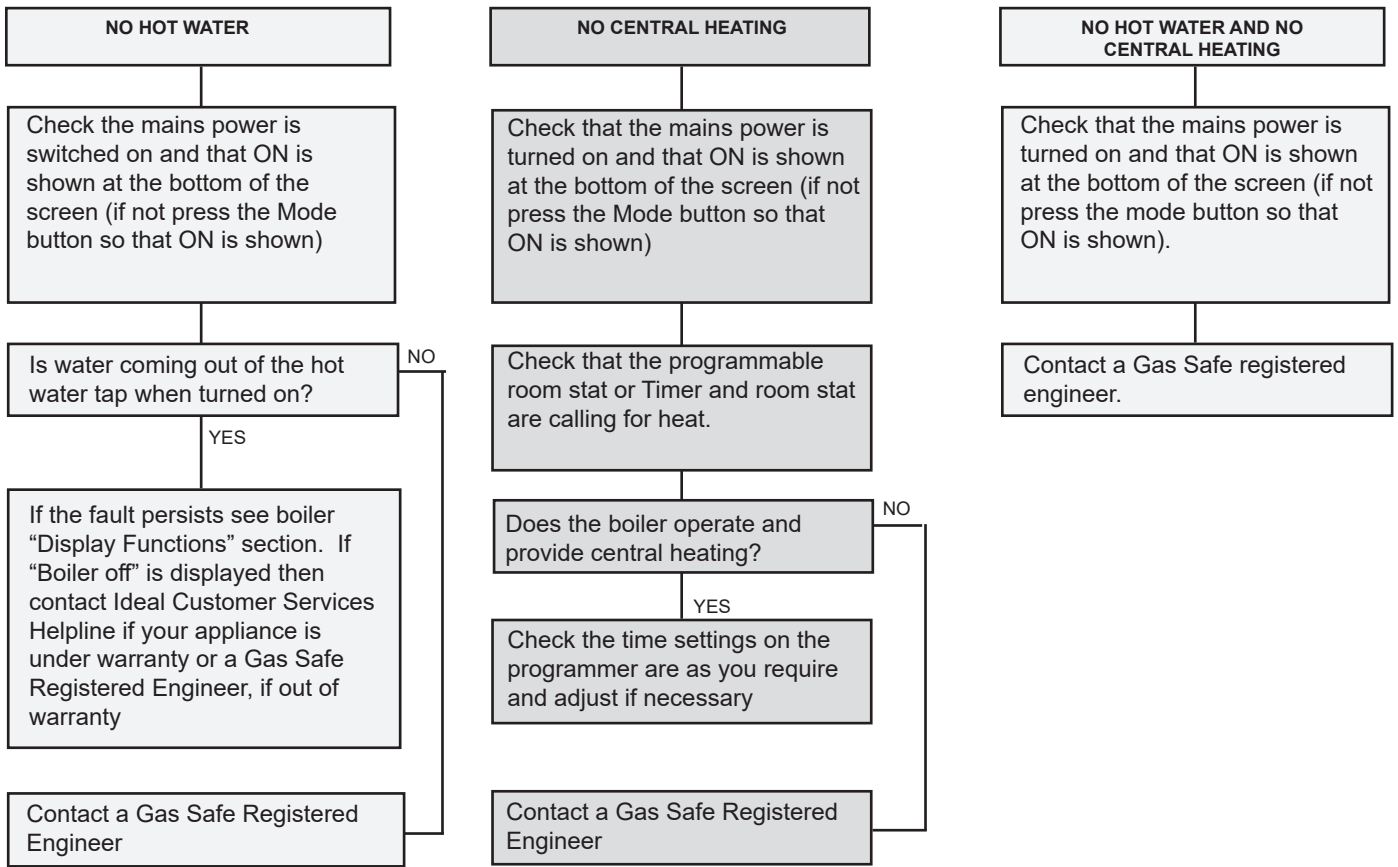 NO HOT WATER
Check the mains power is
switched on and that ON is
shown at the bottom of the
screen (if not press the Mode
button so that ON is shown)
Is water coming out of the hot
water tap when turned on?
NO
YES
If the fault persists see boiler
“Display Functions” section.  If
“Boiler off” is displayed then
contact Ideal Customer Services
Helpline if your appliance is
under warranty or a Gas Safe
Registered Engineer, if out of
warranty
Contact a Gas Safe Registered
Engineer
NO CENTRAL HEATING
Check that the mains power is
turned on and that ON is shown
at the bottom of the screen (if not
press the Mode button so that
ON is shown)
Check that the programmable
room stat or Timer and room stat
are calling for heat.
Does the boiler operate and
provide central heating?
NO
YES
Check the time settings on the
programmer are as you require
and adjust if necessary
Contact a Gas Safe Registered
Engineer
NO HOT WATER AND NO
CENTRAL HEATING
Check that the mains power is
turned on and that ON is shown
at the bottom of the screen (if not
press the mode button so that
ON is shown).
Contact a Gas Safe registered
engineer.